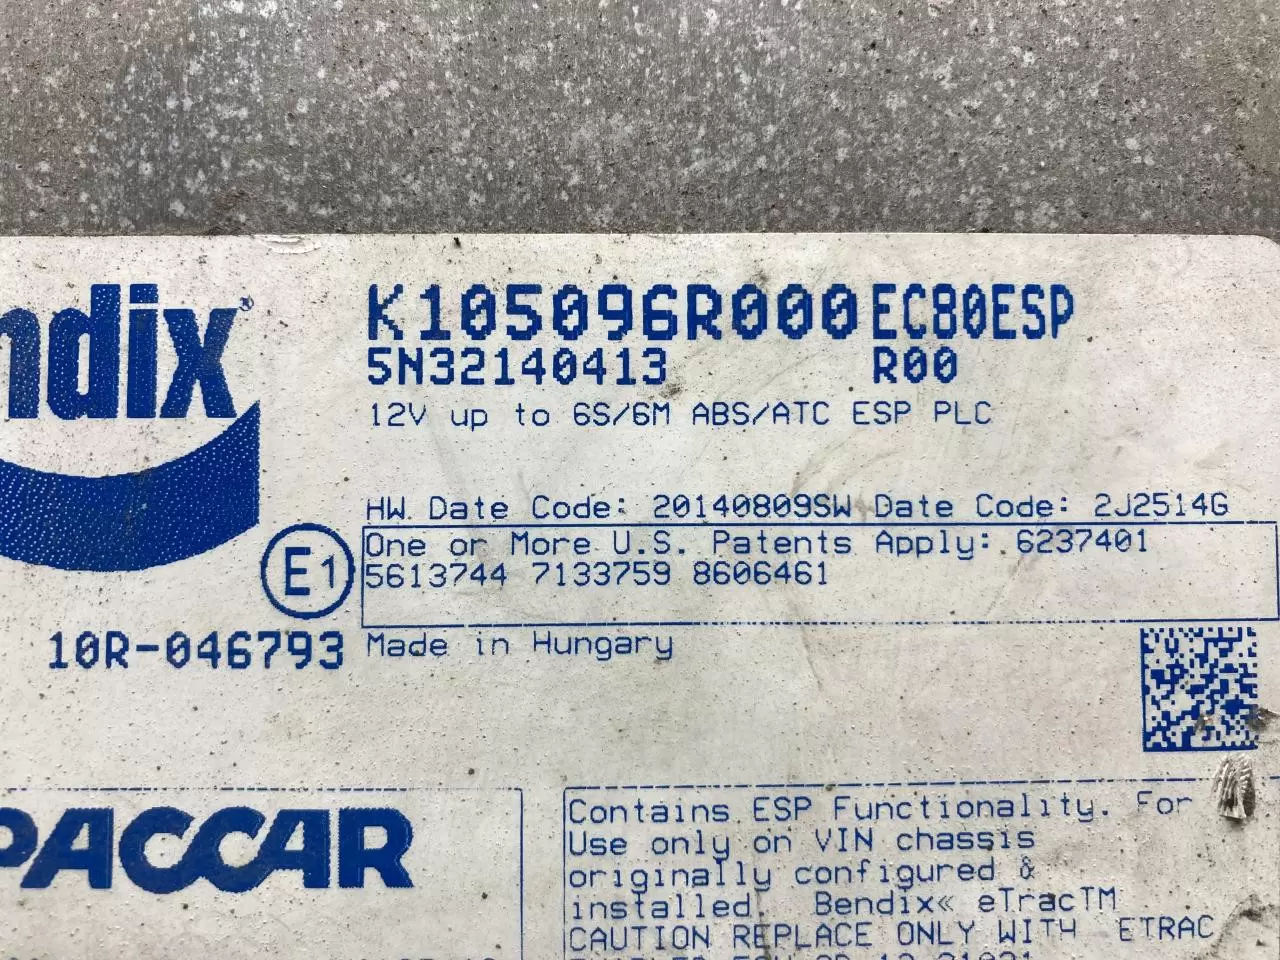 ndix®
K105096R000 EC80ESP
SN32140413 R00
12V up to 6S/6M ABS/ATC ESP PLC
HW Date Code: 20140809SW Date Code: 2J2514G
One or More U.S. Patents Apply: 6237401
5613744 7133759 8606461
E1
10R-046793
Made in Hungary
PACCAR
Contains ESP Functionality. For
Use only on VIN chassis
originally configured &
installed. Bendix« eTracTM
CAUTION REPLACE ONLY WITH ETRAC